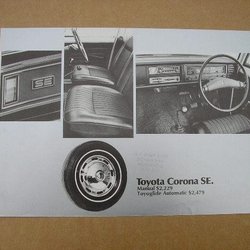 SE
Toyota Corona SE.
Manual $2,229
Toyoglide Automatic $2,479